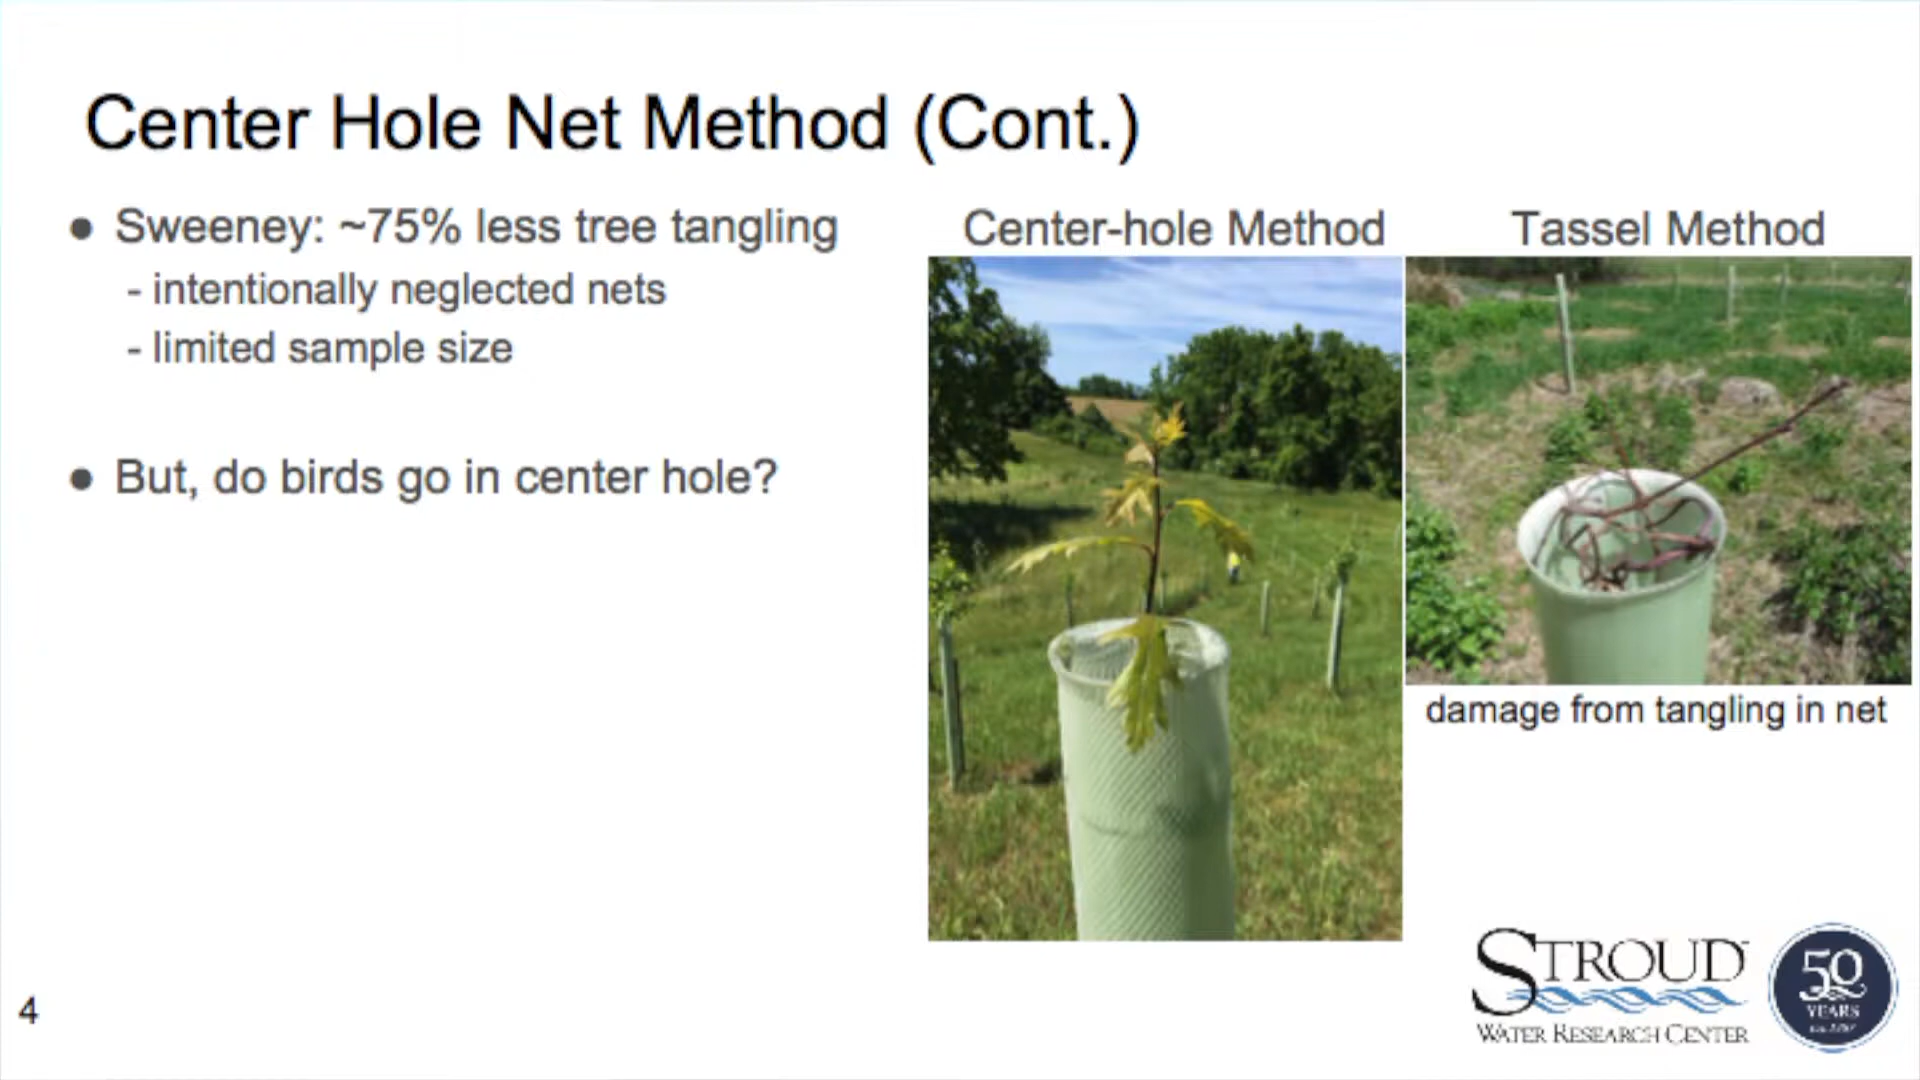 Center Hole Net Method (Cont.)
● Sweeney: ~75% less tree tangling
- intentionally neglected nets
- limited sample size
● But, do birds go in center hole?
Center-hole Method
Tassel Method
damage from tangling in net
STROUD
WATER RESEARCH CENTER
50
YEARS
4